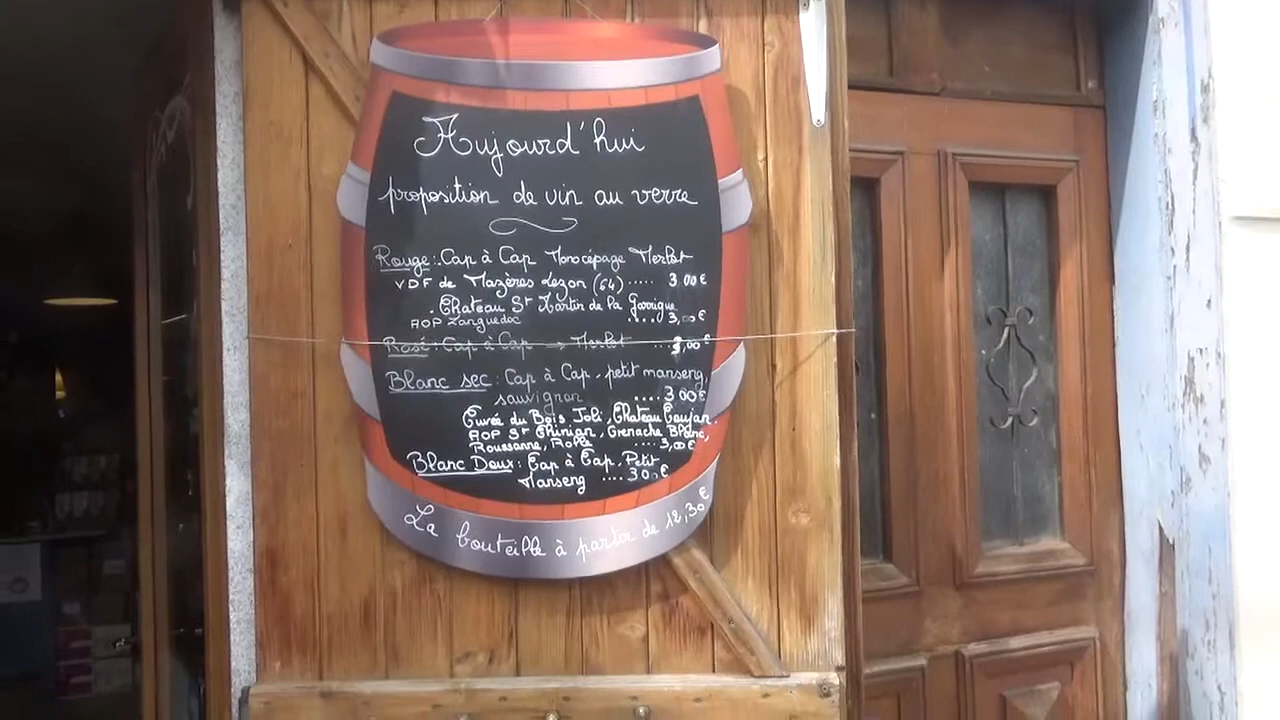 Aujourd'hui
proposition de vin au verre
Rouge: Cap à Cap Monocépage Merlot
VDF de Mazères Lezon (64) ..... 3.00€
. Chateau St Martin de la Garrigue
AOP Languedoc .... 3,00€
Rosé: Cap à Cap → Merlot ....3,00€
Blanc sec: Cap à Cap, petit manseng,
sauvignon .... 3 00€
Cuvée du Bois Joli, Chateau Coujan.
AOP St Chinian, Grenache Blanc,
Roussanne, Rolle .... 3,00€
Blanc Doux: Cap à Cap, Petit
Manseng .... 3 00€
La bouteille à partir de 12,30€